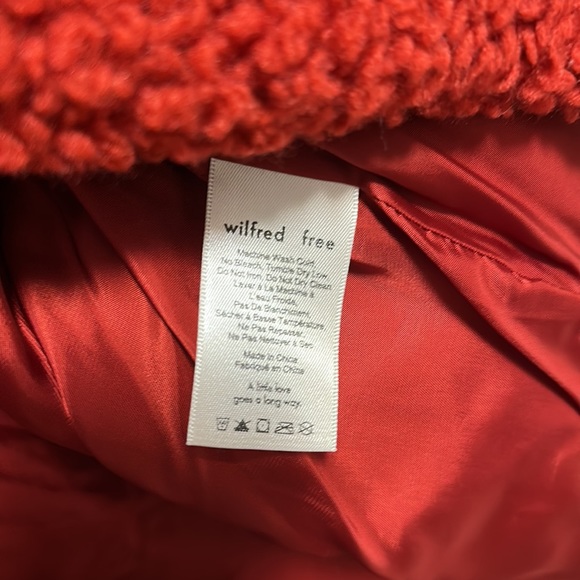 wilfred free
Machine Wash Cold,
No Bleach, Tumble Dry Low,
Do Not Iron, Do Not Dry Clean
Laver à La Machine à
L'eau Froide,
Pas De Blanchiment,
Sécher à Basse Température,
Ne Pas Repasser,
Ne Pas Nettoyer à Sec
Made in China
Fabriqué en China
A little love
goes a long way.